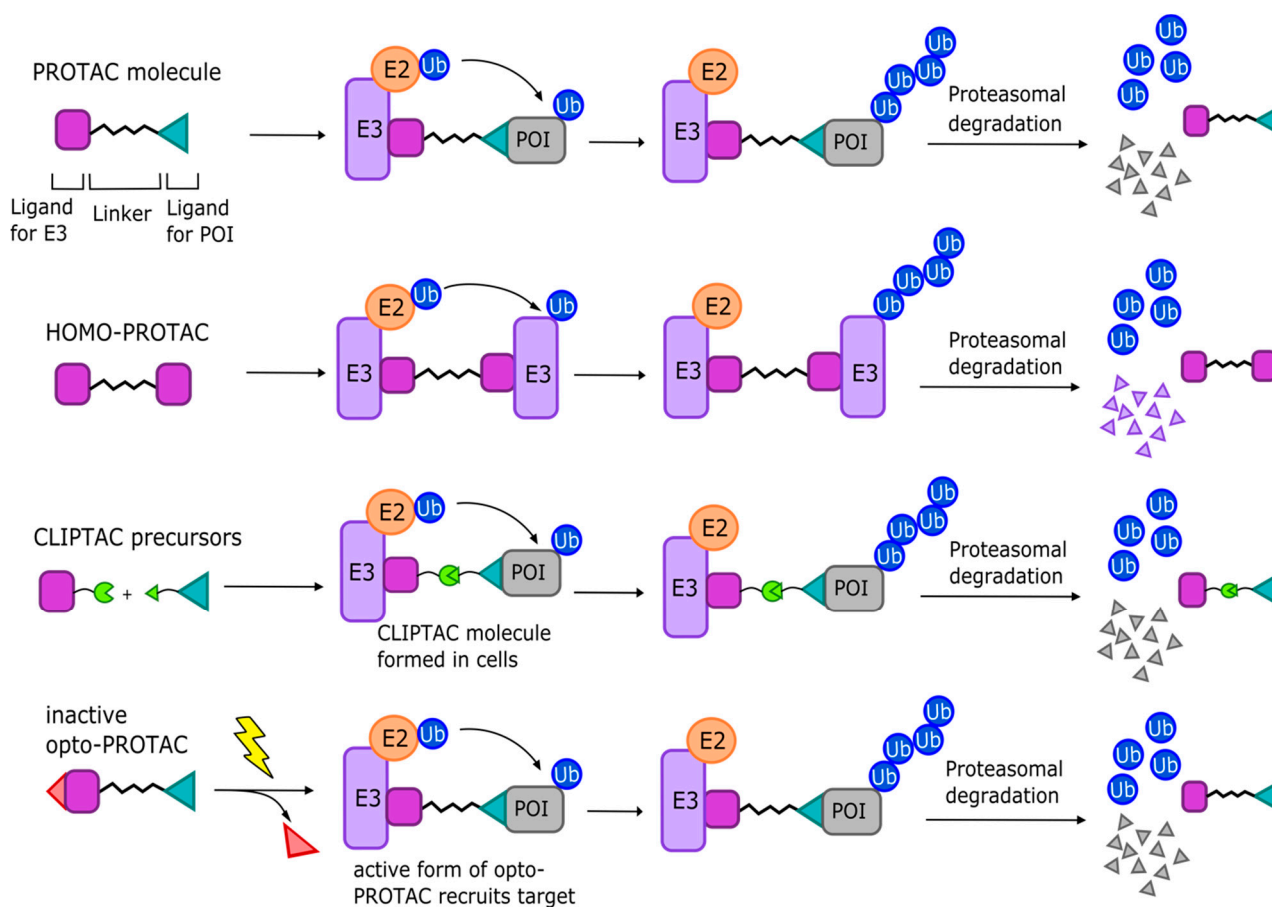 PROTAC molecule
Ligand
for E3
Linker
Ligand
for POI
E2
Ub
E3
POI
Ub
E2
E3
POI
Ub
Ub
Ub
Ub
Proteasomal
degradation
Ub
Ub
Ub
Ub
HOMO-PROTAC
E2
Ub
E3
E3
Ub
E2
E3
E3
Ub
Ub
Ub
Ub
Proteasomal
degradation
Ub
Ub
Ub
Ub
CLIPTAC precursors
+
E2
Ub
E3
POI
Ub
CLIPTAC molecule
formed in cells
E2
E3
POI
Ub
Ub
Ub
Ub
Proteasomal
degradation
Ub
Ub
Ub
Ub
inactive
opto-PROTAC
E2
Ub
E3
POI
Ub
active form of opto-
PROTAC recruits target
E2
E3
POI
Ub
Ub
Ub
Ub
Proteasomal
degradation
Ub
Ub
Ub
Ub